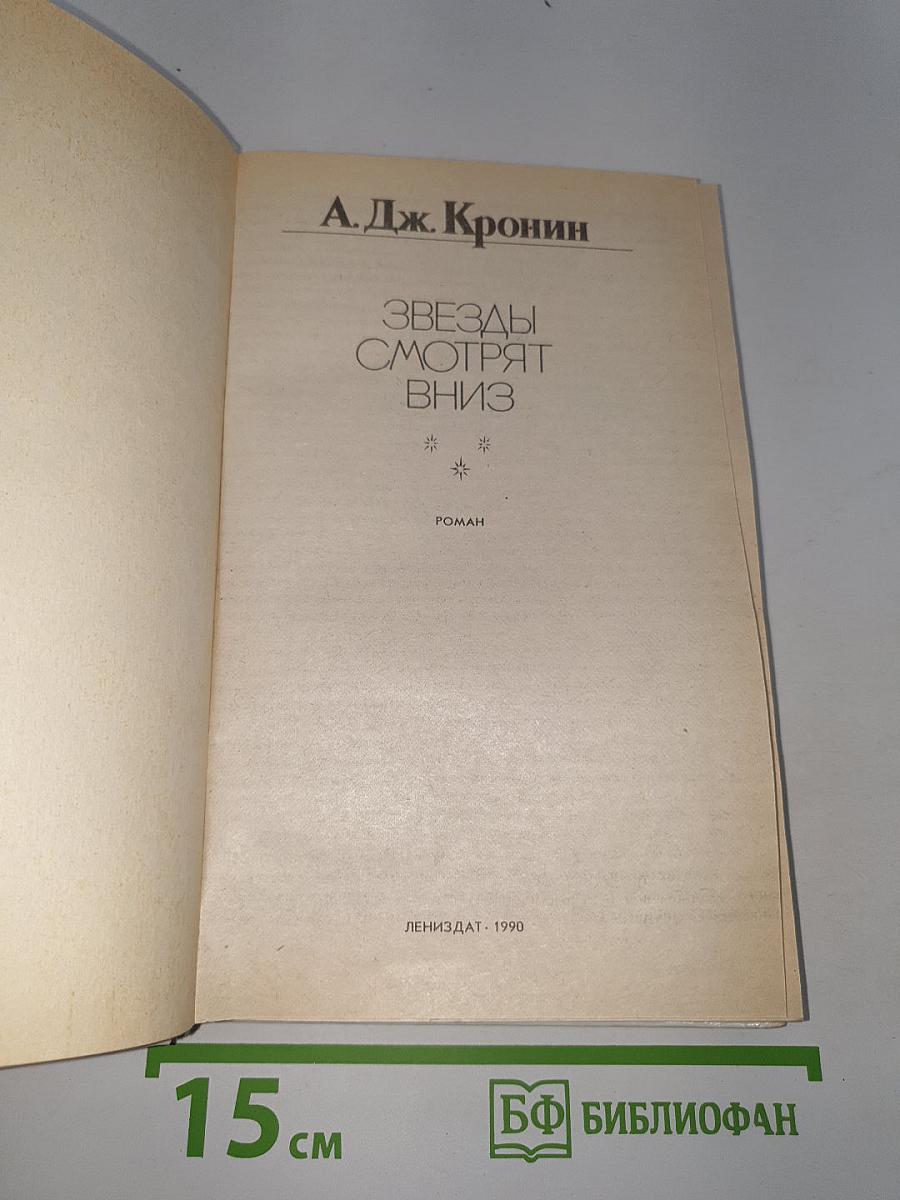 А. Дж. Кронин
ЗВЕЗДЫ
СМОТРЯТ
ВНИЗ
РОМАН
ЛЕНИЗДАТ · 1990
15 см
БФ БИБЛИОФАН